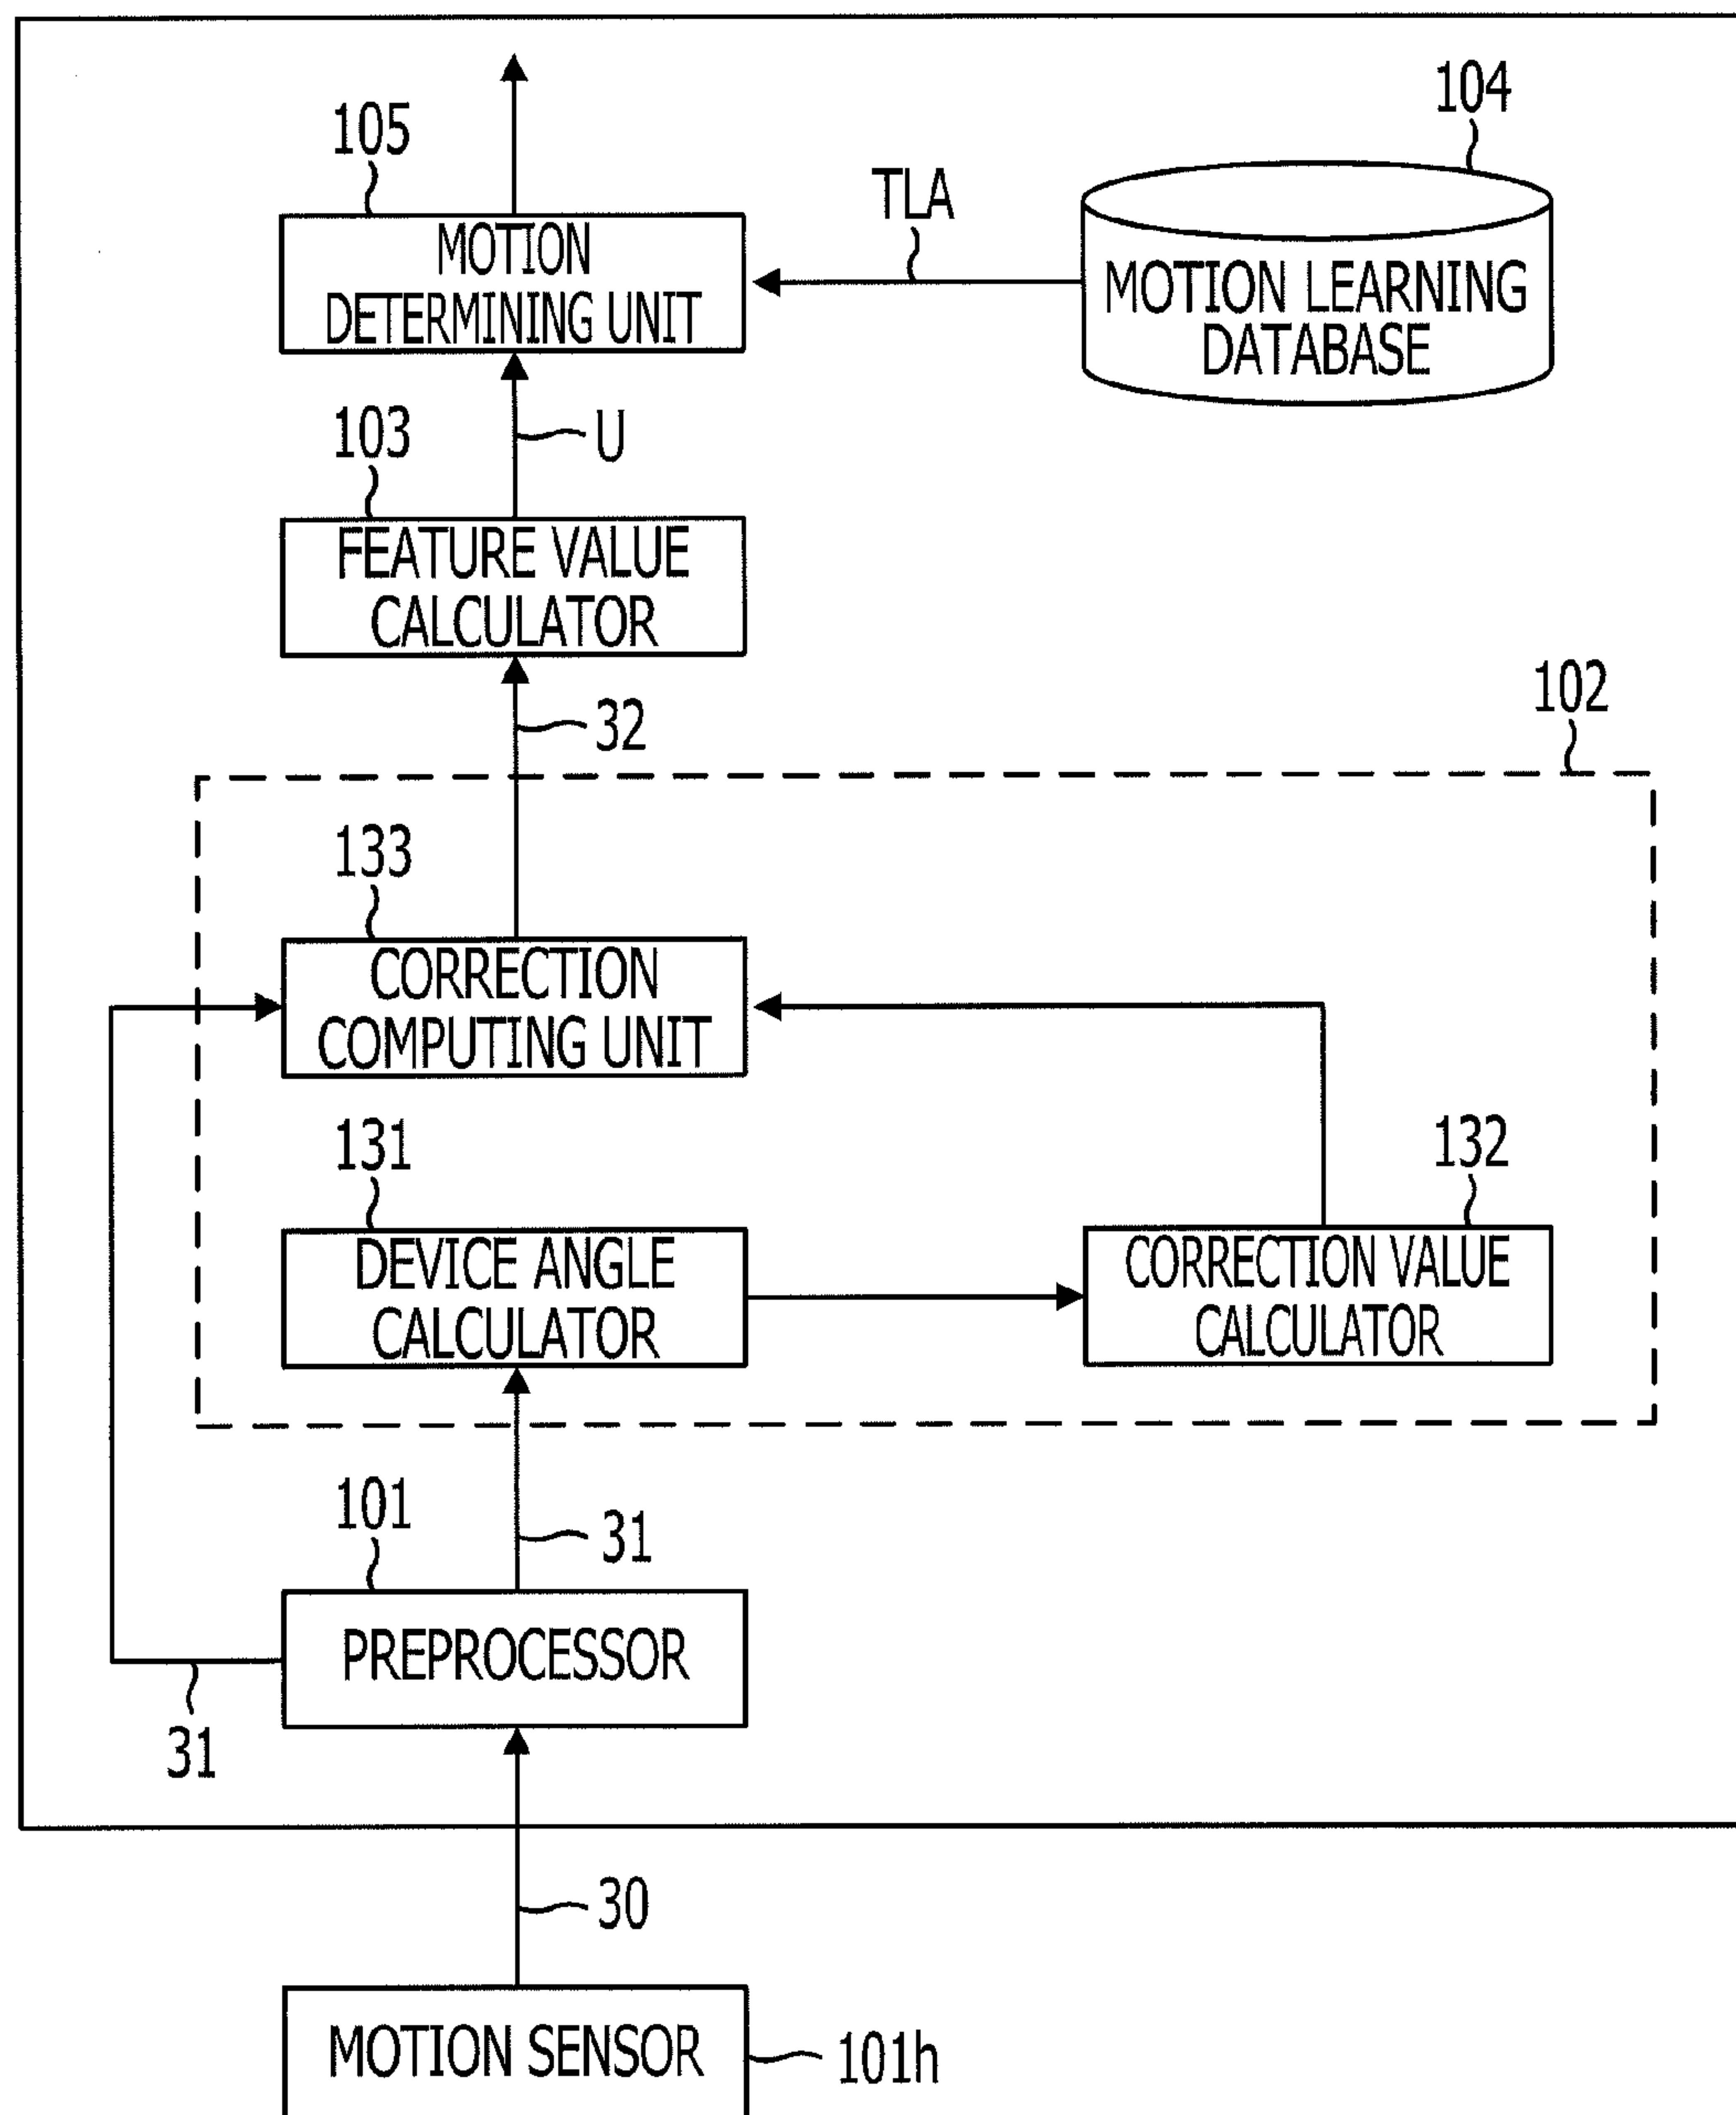 104
105
TLA
MOTION
DETERMINING UNIT
MOTION LEARNING
DATABASE
103
U
FEATURE VALUE
CALCULATOR
32
102
133
CORRECTION
COMPUTING UNIT
131
132
DEVICE ANGLE
CALCULATOR
CORRECTION VALUE
CALCULATOR
101
31
PREPROCESSOR
31
30
MOTION SENSOR
101h